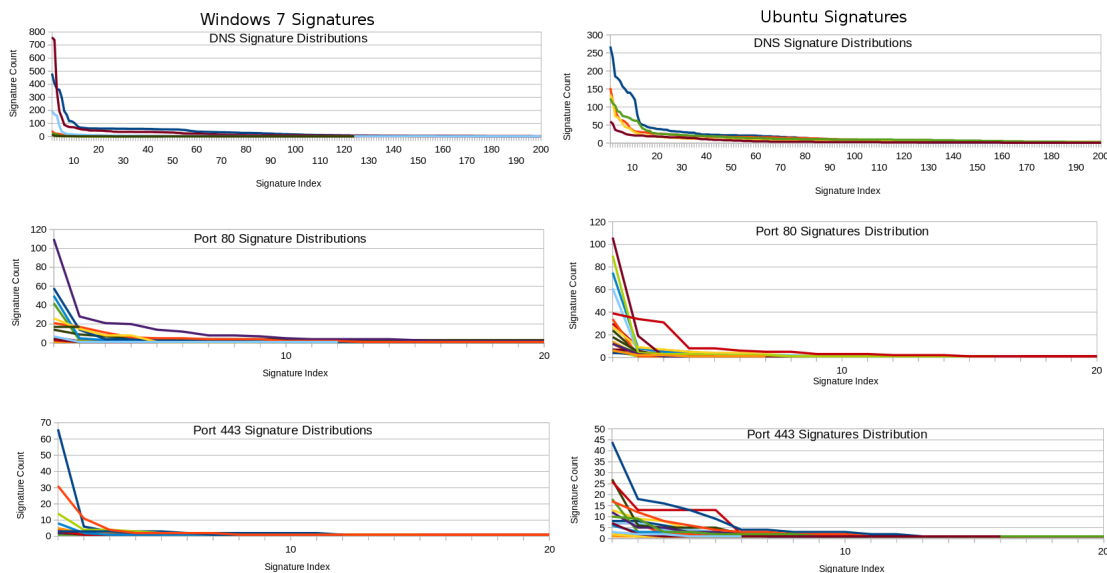 Windows 7 Signatures
DNS Signature Distributions
Signature Count
800
700
600
500
400
300
200
100
0
20 40 60 80 100 120 140 160 180 200
10 30 50 70 90 110 130 150 170 190
Signature Index
Ubuntu Signatures
DNS Signature Distributions
Signature Count
300
250
200
150
100
50
0
20 40 60 80 100 120 140 160 180 200
10 30 50 70 90 110 130 150 170 190
Signature Index
Port 80 Signature Distributions
Signature Count
120
100
80
60
40
20
0
10 20
Signature Index
Port 80 Signatures Distribution
Signature Count
120
100
80
60
40
20
0
10 20
Signature Index
Port 443 Signature Distributions
Signature Count
70
60
50
40
30
20
10
0
10 20
Signature Index
Port 443 Signatures Distribution
Signature Count
50
45
40
35
30
25
20
15
10
5
0
10 20
Signature Index